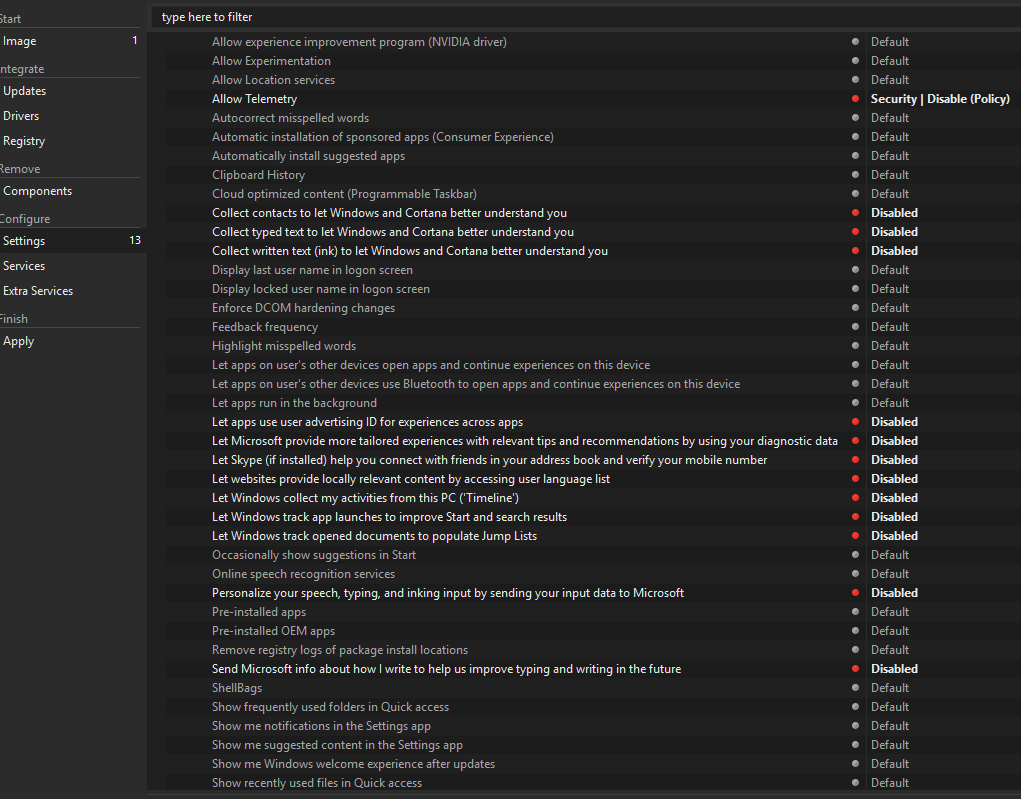 Start
Image 1
Integrate
Updates
Drivers
Registry
Remove
Components
Configure
Settings 13
Services
Extra Services
Finish
Apply
type here to filter
Allow experience improvement program (NVIDIA driver) Default
Allow Experimentation Default
Allow Location services Default
Allow Telemetry Security | Disable (Policy)
Autocorrect misspelled words Default
Automatic installation of sponsored apps (Consumer Experience) Default
Automatically install suggested apps Default
Clipboard History Default
Cloud optimized content (Programmable Taskbar) Default
Collect contacts to let Windows and Cortana better understand you Disabled
Collect typed text to let Windows and Cortana better understand you Disabled
Collect written text (ink) to let Windows and Cortana better understand you Disabled
Display last user name in logon screen Default
Display locked user name in logon screen Default
Enforce DCOM hardening changes Default
Feedback frequency Default
Highlight misspelled words Default
Let apps on user's other devices open apps and continue experiences on this device Default
Let apps on user's other devices use Bluetooth to open apps and continue experiences on this device Default
Let apps run in the background Default
Let apps use user advertising ID for experiences across apps Disabled
Let Microsoft provide more tailored experiences with relevant tips and recommendations by using your diagnostic data Disabled
Let Skype (if installed) help you connect with friends in your address book and verify your mobile number Disabled
Let websites provide locally relevant content by accessing user language list Disabled
Let Windows collect my activities from this PC ('Timeline') Disabled
Let Windows track app launches to improve Start and search results Disabled
Let Windows track opened documents to populate Jump Lists Disabled
Occasionally show suggestions in Start Default
Online speech recognition services Default
Personalize your speech, typing, and inking input by sending your input data to Microsoft Disabled
Pre-installed apps Default
Pre-installed OEM apps Default
Remove registry logs of package install locations Default
Send Microsoft info about how I write to help us improve typing and writing in the future Disabled
ShellBags Default
Show frequently used folders in Quick access Default
Show me notifications in the Settings app Default
Show me suggested content in the Settings app Default
Show me Windows welcome experience after updates Default
Show recently used files in Quick access Default